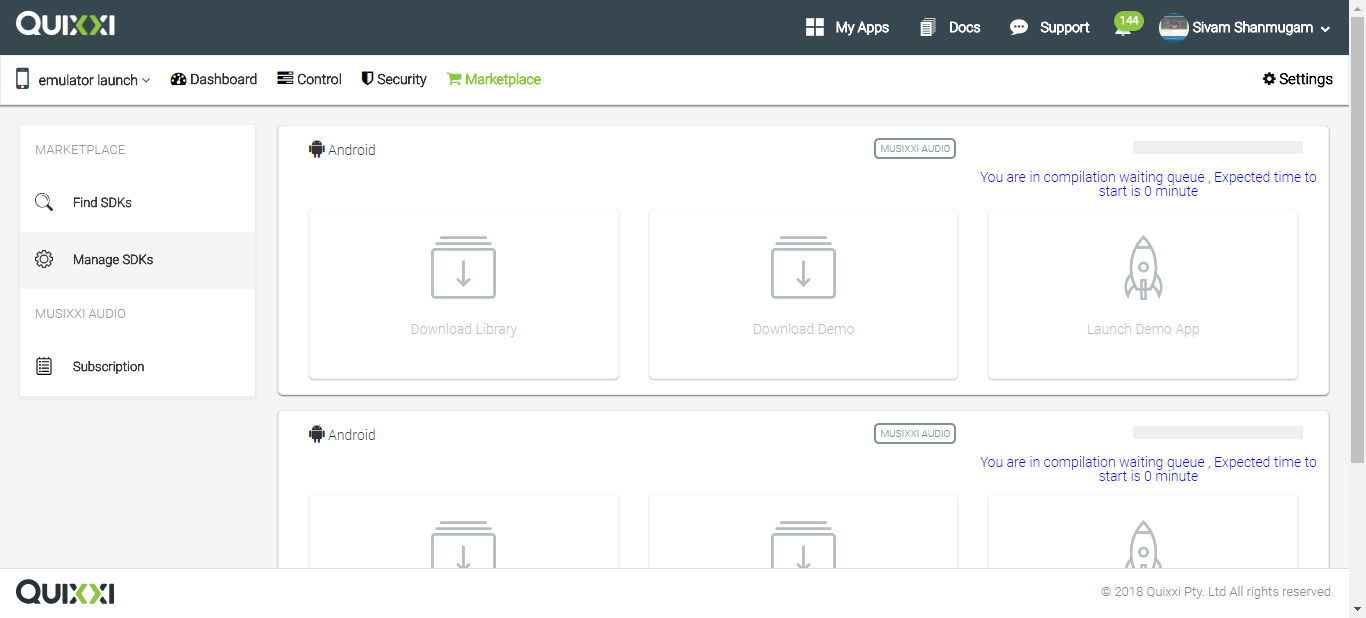 QUIXXI
My Apps
Docs
Support
144
Sivam Shanmugam
emulator launch
Dashboard
Control
Security
Marketplace
Settings
MARKETPLACE
Find SDKs
Manage SDKs
MUSIXXI AUDIO
Subscription
Android
MUSIXXI AUDIO
You are in compilation waiting queue , Expected time to
start is 0 minute
Download Library
Download Demo
Launch Demo App
Android
MUSIXXI AUDIO
You are in compilation waiting queue , Expected time to
start is 0 minute
QUIXXI
© 2018 Quixxi Pty. Ltd All rights reserved.